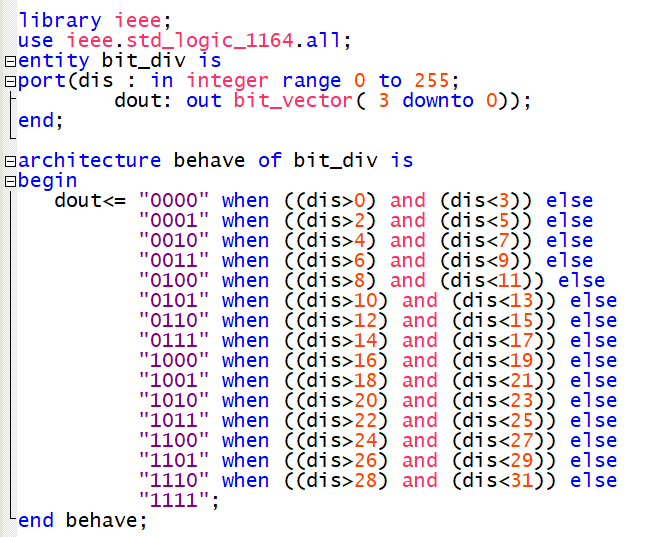 library ieee;
use ieee.std_logic_1164.all;
entity bit_div is
port(dis : in integer range 0 to 255;
        dout: out bit_vector( 3 downto 0));
end;

architecture behave of bit_div is
begin
   dout<= "0000" when ((dis>0) and (dis<3)) else
          "0001" when ((dis>2) and (dis<5)) else
          "0010" when ((dis>4) and (dis<7)) else
          "0011" when ((dis>6) and (dis<9)) else
          "0100" when ((dis>8) and (dis<11)) else
          "0101" when ((dis>10) and (dis<13)) else
          "0110" when ((dis>12) and (dis<15)) else
          "0111" when ((dis>14) and (dis<17)) else
          "1000" when ((dis>16) and (dis<19)) else
          "1001" when ((dis>18) and (dis<21)) else
          "1010" when ((dis>20) and (dis<23)) else
          "1011" when ((dis>22) and (dis<25)) else
          "1100" when ((dis>24) and (dis<27)) else
          "1101" when ((dis>26) and (dis<29)) else
          "1110" when ((dis>28) and (dis<31)) else
          "1111";
end behave;